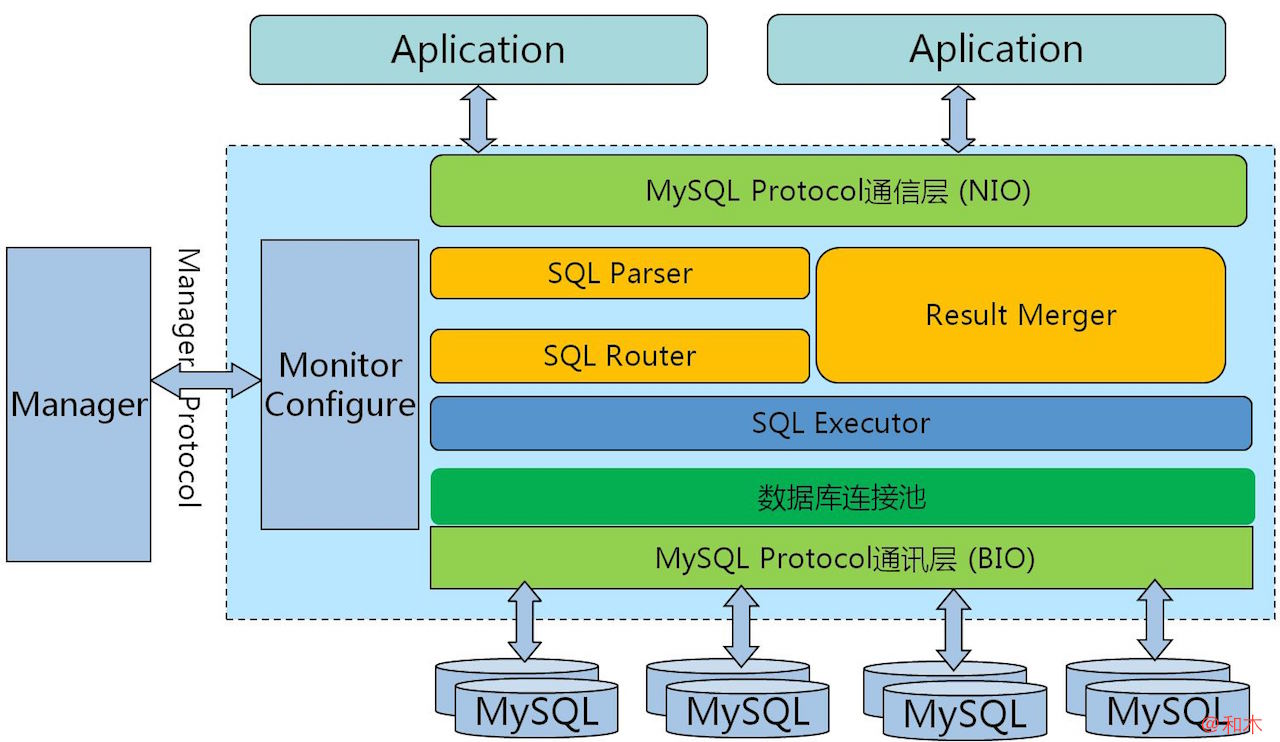 Aplication
Aplication
MySQL Protocol通信层 (NIO)
Manager
Manager Protocol
Monitor
Configure
SQL Parser
SQL Router
Result Merger
SQL Executor
数据库连接池
MySQL Protocol通讯层 (BIO)
MySQL
MySQL
MySQL
MySQL
@和木